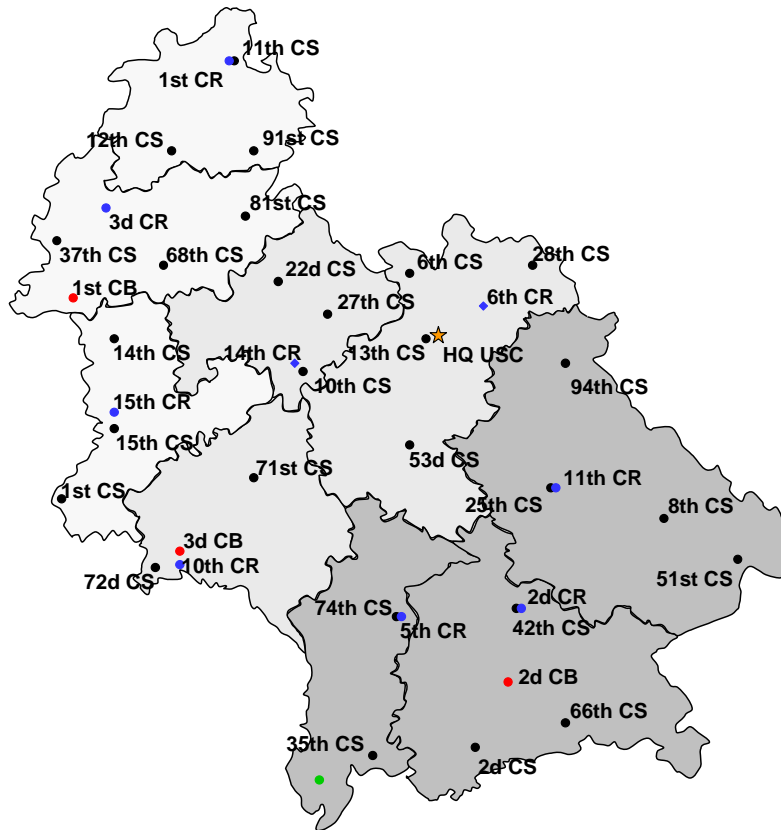 11th CS
1st CR
12th CS
91st CS
81st CS
3d CR
37th CS
68th CS
1st CB
22d CS
27th CS
6th CS
28th CS
6th CR
13th CS
HQ USC
14th CS
14th CR
10th CS
94th CS
15th CR
15th CS
71st CS
53d CS
1st CS
25th CS
11th CR
8th CS
3d CB
10th CR
72d CS
51st CS
74th CS
5th CR
2d CR
42th CS
2d CB
66th CS
35th CS
2d CS